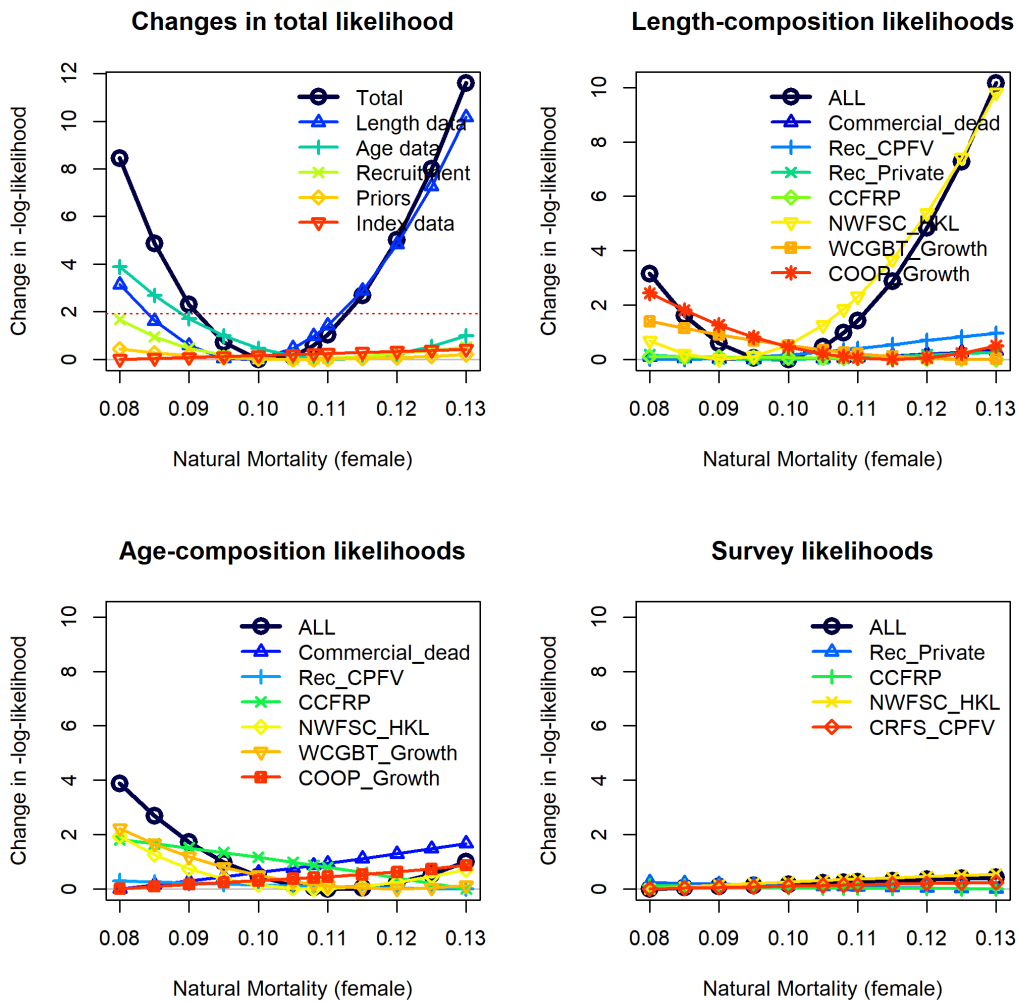 Changes in total likelihood
Change in -log-likelihood
12
10
8
6
4
2
0
Total
Length data
Age data
Recruitment
Priors
Index data
0.08 0.09 0.10 0.11 0.12 0.13
Natural Mortality (female)
Length-composition likelihoods
Change in -log-likelihood
10
8
6
4
2
0
ALL
Commercial_dead
Rec_CPFV
Rec_Private
CCFRP
NWFSC_HKL
WCGBT_Growth
COOP_Growth
0.08 0.09 0.10 0.11 0.12 0.13
Natural Mortality (female)
Age-composition likelihoods
Change in -log-likelihood
10
8
6
4
2
0
ALL
Commercial_dead
Rec_CPFV
CCFRP
NWFSC_HKL
WCGBT_Growth
COOP_Growth
0.08 0.09 0.10 0.11 0.12 0.13
Natural Mortality (female)
Survey likelihoods
Change in -log-likelihood
10
8
6
4
2
0
ALL
Rec_Private
CCFRP
NWFSC_HKL
CRFS_CPFV
0.08 0.09 0.10 0.11 0.12 0.13
Natural Mortality (female)